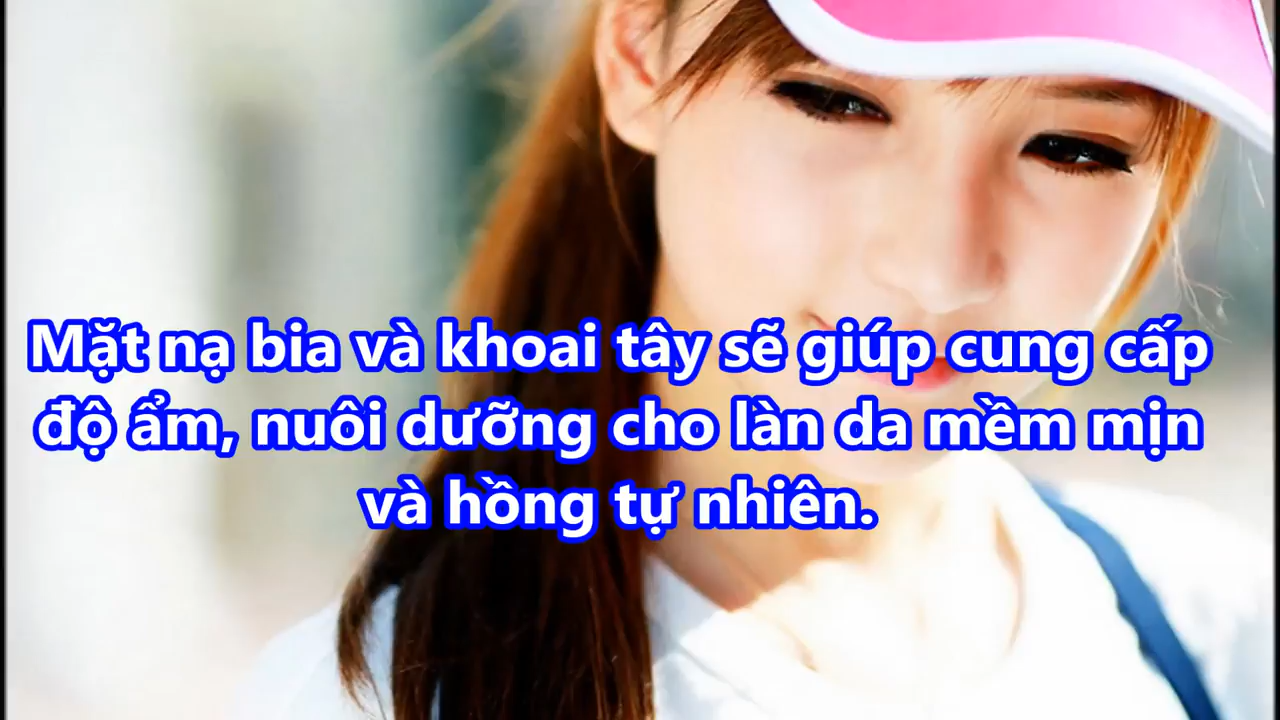 Mặt nạ bia và khoai tây sẽ giúp cung cấp
độ ẩm, nuôi dưỡng cho làn da mềm mịn
và hồng tự nhiên.